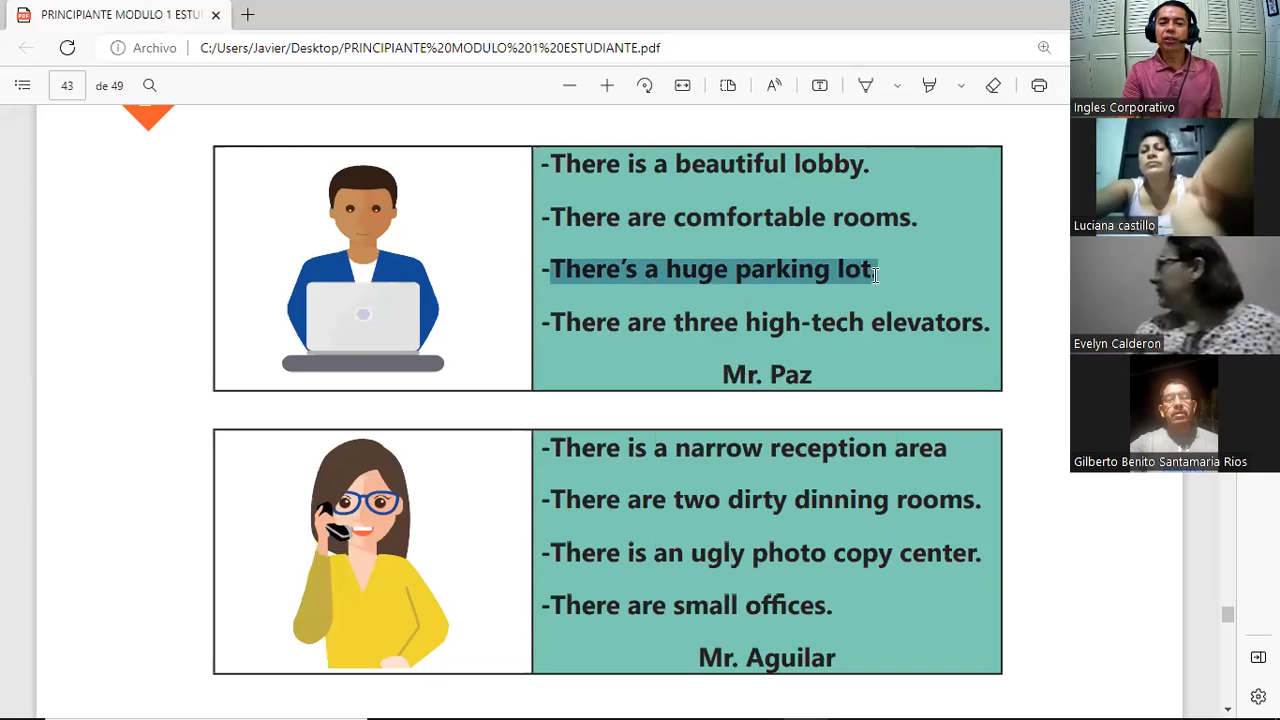 PRINCIPIANTE MODULO 1 ESTU
Archivo
C:/Users/Javier/Desktop/PRINCIPIANTE%20MODULO%201%20ESTUDIANTE.pdf
43
de 49
-There is a beautiful lobby.
-There are comfortable rooms.
-There's a huge parking lot.
-There are three high-tech elevators.
Mr. Paz
-There is a narrow reception area
-There are two dirty dinning rooms.
-There is an ugly photo copy center.
-There are small offices.
Mr. Aguilar
Ingles Corporativo
Luciana castillo
Evelyn Calderon
Gilberto Benito Santamaria Rios